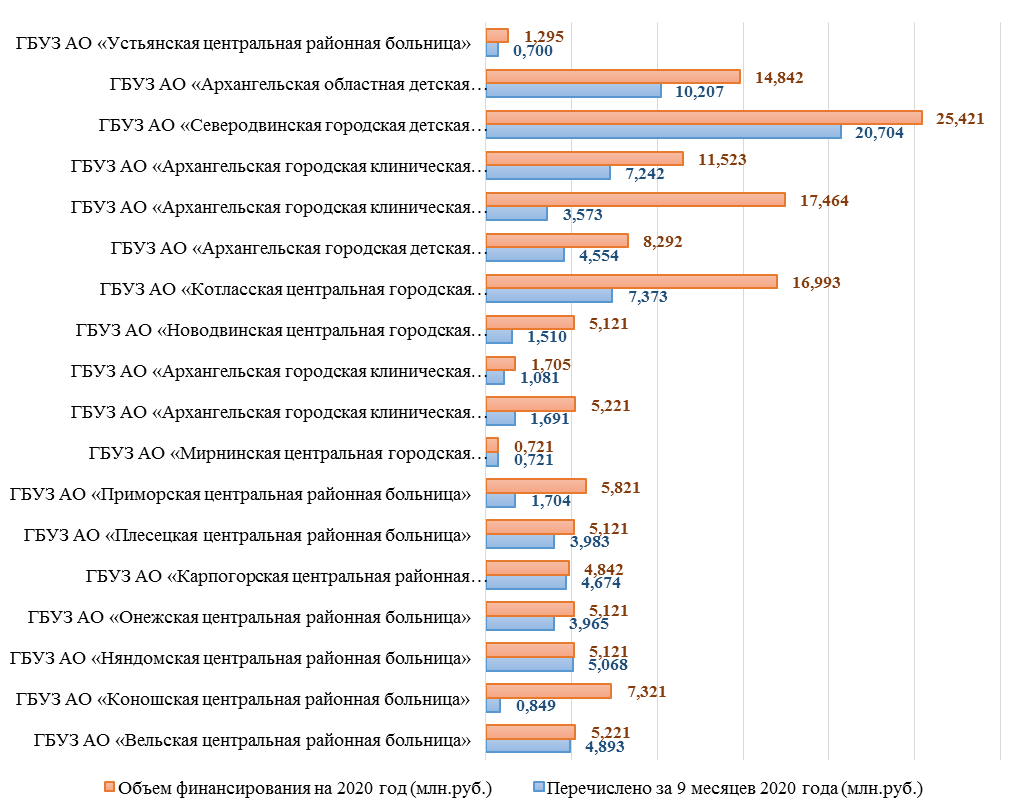 ГБУЗ АО «Устьянская центральная районная больница»
1,295
0,700
ГБУЗ АО «Архангельская областная детская…
14,842
10,207
ГБУЗ АО «Северодвинская городская детская…
25,421
20,704
ГБУЗ АО «Архангельская городская клиническая…
11,523
7,242
ГБУЗ АО «Архангельская городская клиническая…
17,464
3,573
ГБУЗ АО «Архангельская городская детская…
8,292
4,554
ГБУЗ АО «Котласская центральная городская…
16,993
7,373
ГБУЗ АО «Новодвинская центральная городская…
5,121
1,510
ГБУЗ АО «Архангельская городская клиническая…
1,705
1,081
ГБУЗ АО «Архангельская городская клиническая…
5,221
1,691
ГБУЗ АО «Мирнинская центральная городская…
0,721
0,721
ГБУЗ АО «Приморская центральная районная больница»
5,821
1,704
ГБУЗ АО «Плесецкая центральная районная больница»
5,121
3,983
ГБУЗ АО «Карпогорская центральная районная…
4,842
4,674
ГБУЗ АО «Онежская центральная районная больница»
5,121
3,965
ГБУЗ АО «Няндомская центральная районная больница»
5,121
5,068
ГБУЗ АО «Коношская центральная районная больница»
7,321
0,849
ГБУЗ АО «Вельская центральная районная больница»
5,221
4,893
Объем финансирования на 2020 год (млн.руб.)
Перечислено за 9 месяцев 2020 года (млн.руб.)